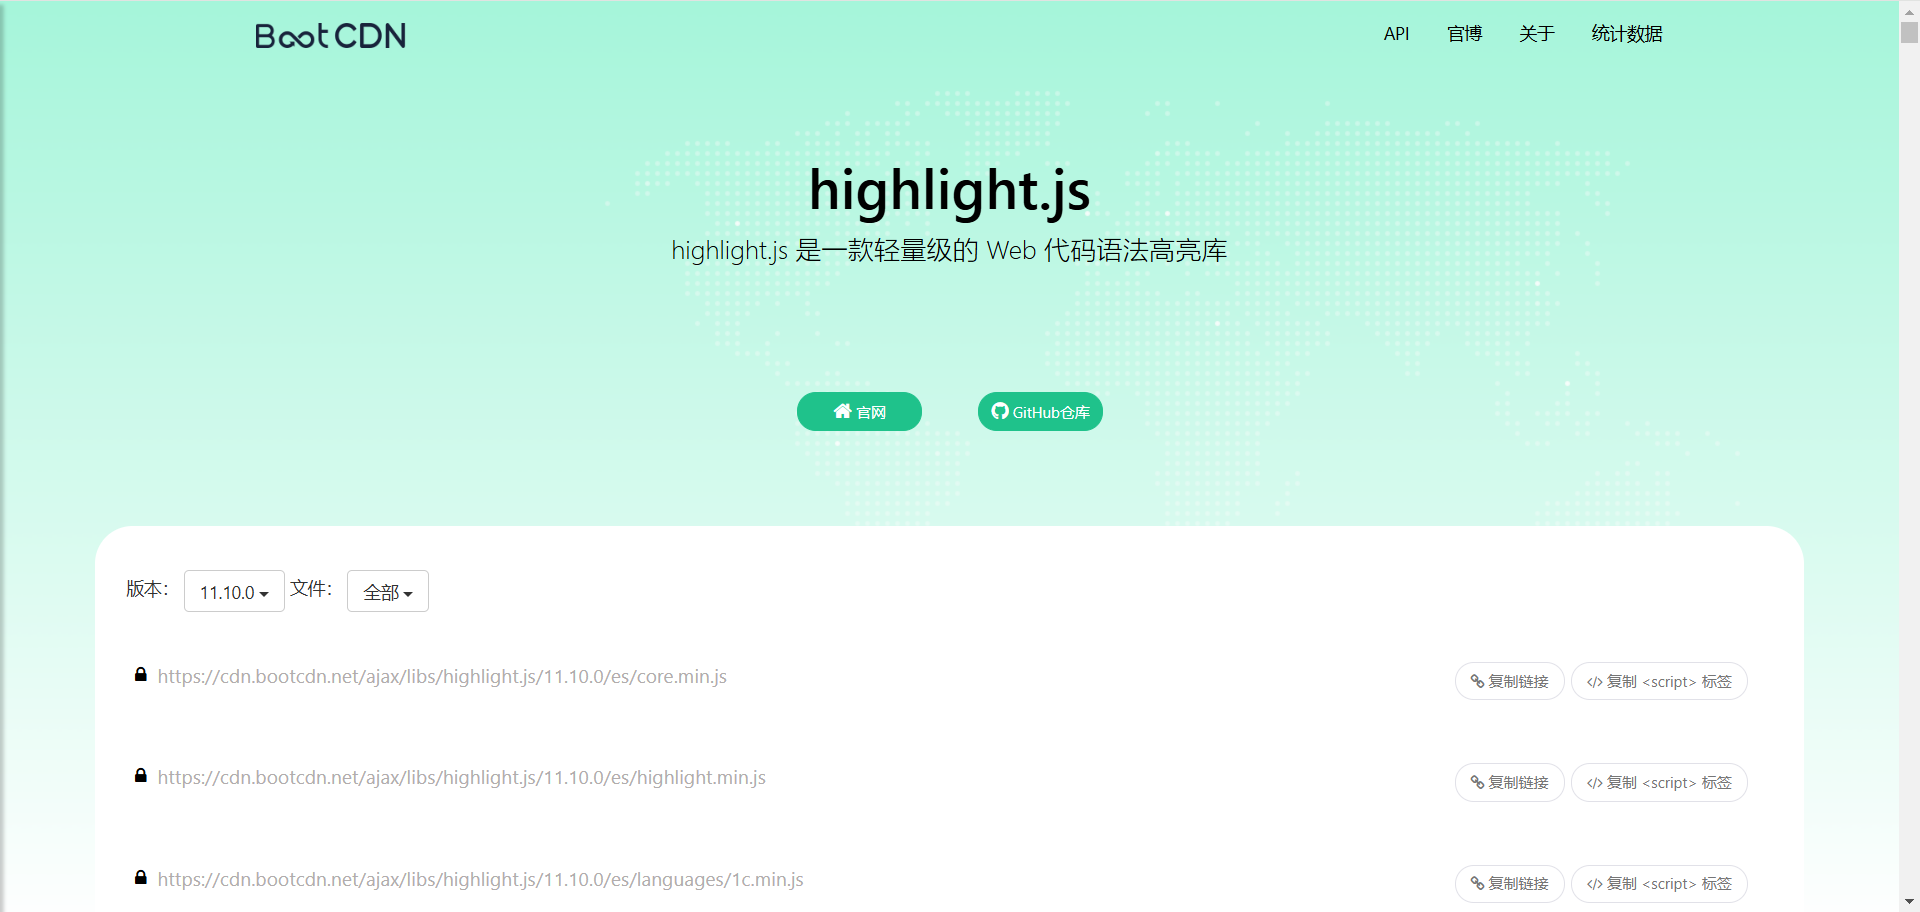 BootCDN
API 官博 关于 统计数据
highlight.js
highlight.js 是一款轻量级的 Web 代码语法高亮库
官网 GitHub仓库
版本： 11.10.0 文件： 全部
https://cdn.bootcdn.net/ajax/libs/highlight.js/11.10.0/es/core.min.js 复制链接 </> 复制 <script> 标签
https://cdn.bootcdn.net/ajax/libs/highlight.js/11.10.0/es/highlight.min.js 复制链接 </> 复制 <script> 标签
https://cdn.bootcdn.net/ajax/libs/highlight.js/11.10.0/es/languages/1c.min.js 复制链接 </> 复制 <script> 标签